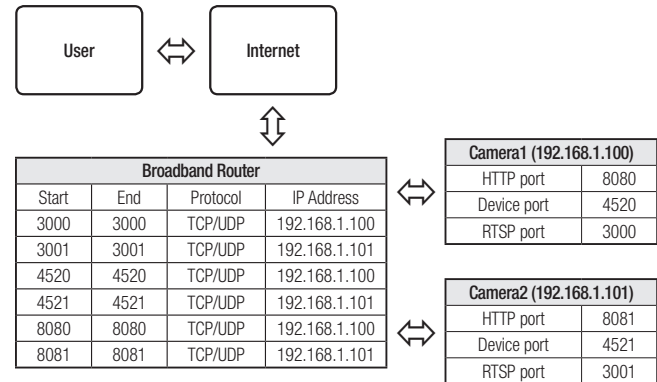 User
Internet
Broadband Router
Start End Protocol IP Address
3000 3000 TCP/UDP 192.168.1.100
3001 3001 TCP/UDP 192.168.1.101
4520 4520 TCP/UDP 192.168.1.100
4521 4521 TCP/UDP 192.168.1.101
8080 8080 TCP/UDP 192.168.1.100
8081 8081 TCP/UDP 192.168.1.101
Camera1 (192.168.1.100)
HTTP port 8080
Device port 4520
RTSP port 3000
Camera2 (192.168.1.101)
HTTP port 8081
Device port 4521
RTSP port 3001